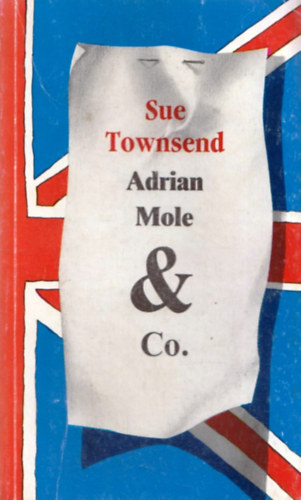 Sue
Townsend
Adrian
Mole
&
Co.